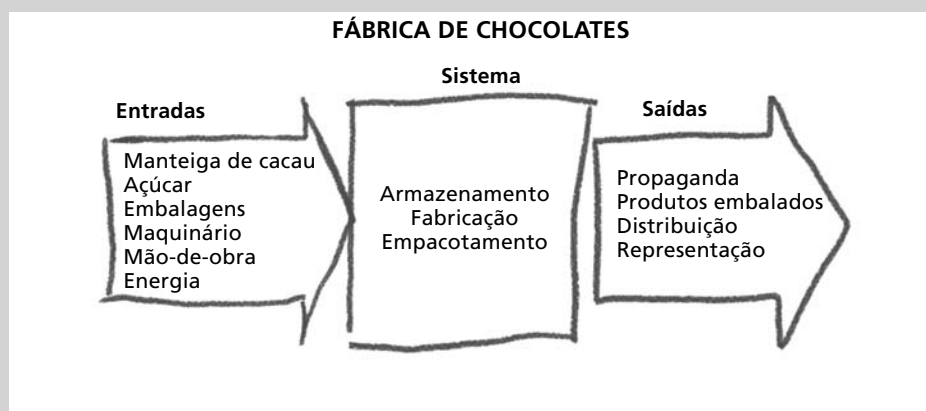 FÁBRICA DE CHOCOLATES
Sistema
Entradas
Saídas
Manteiga de cacau
Açúcar
Embalagens
Maquinário
Mão-de-obra
Energia
Armazenamento
Fabricação
Empacotamento
Propaganda
Produtos embalados
Distribuição
Representação